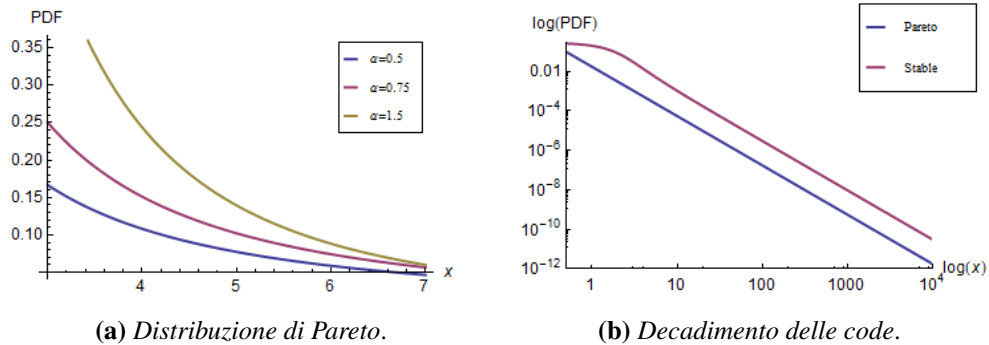 PDF
0.35
0.30
0.25
0.20
0.15
0.10
4
5
6
7
x
α=0.5
α=0.75
α=1.5
(a) Distribuzione di Pareto.
log(PDF)
0.01
10⁻⁴
10⁻⁶
10⁻⁸
10⁻¹⁰
10⁻¹²
1
10
100
1000
10⁴
log(x)
Pareto
Stable
(b) Decadimento delle code.